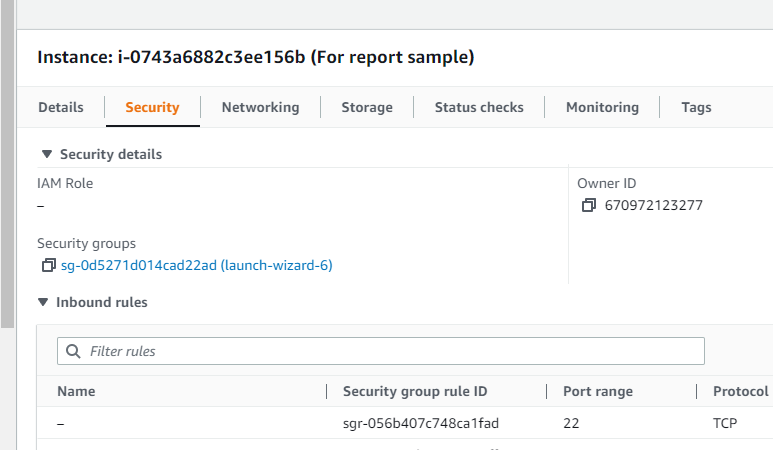 Instance: i-0743a6882c3ee156b (For report sample)
Details Security Networking Storage Status checks Monitoring Tags
Security details
IAM Role
–
Owner ID
670972123277
Security groups
sg-0d5271d014cad22ad (launch-wizard-6)
Inbound rules
Filter rules
Name Security group rule ID Port range Protocol
– sgr-056b407c748ca1fad 22 TCP